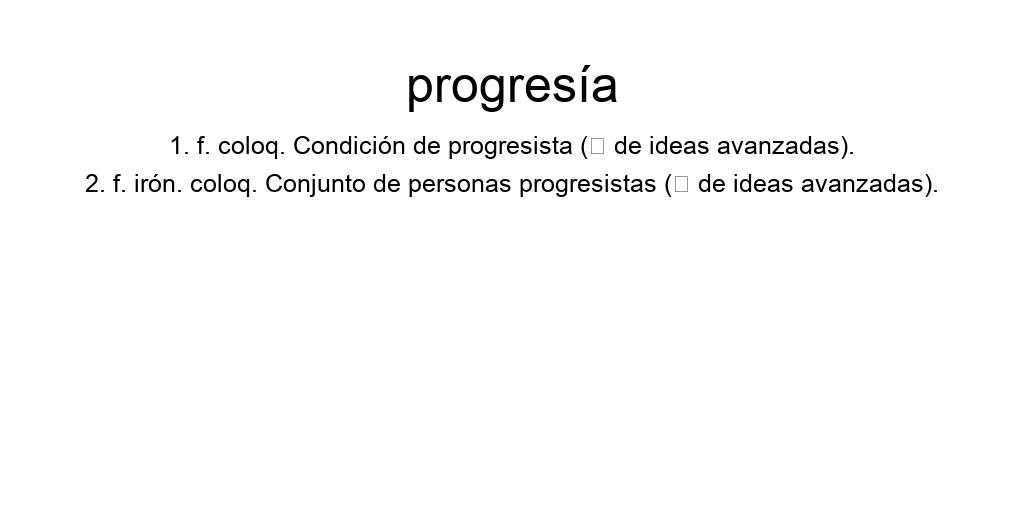 progresía
1. f. coloq. Condición de progresista (□ de ideas avanzadas).
2. f. irón. coloq. Conjunto de personas progresistas (□ de ideas avanzadas).